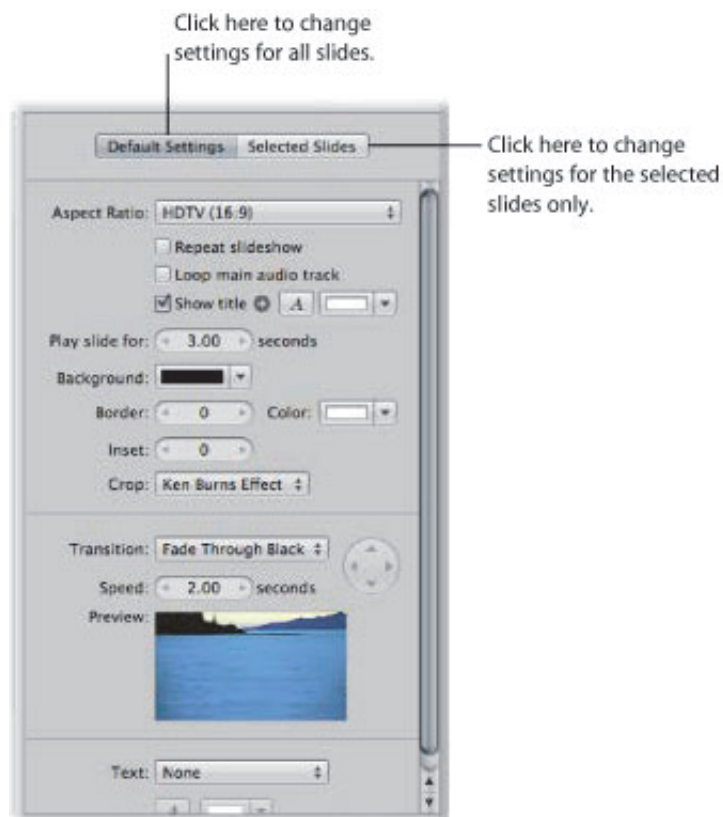 Click here to change
settings for all slides.
Default Settings Selected Slides
Click here to change
settings for the selected
slides only.
Aspect Ratio: HDTV (16:9)
Repeat slideshow
Loop main audio track
Show title A
Play slide for: 3.00 seconds
Background:
Border: 0 Color:
Inset: 0
Crop: Ken Burns Effect
Transition: Fade Through Black
Speed: 2.00 seconds
Preview:
Text: None